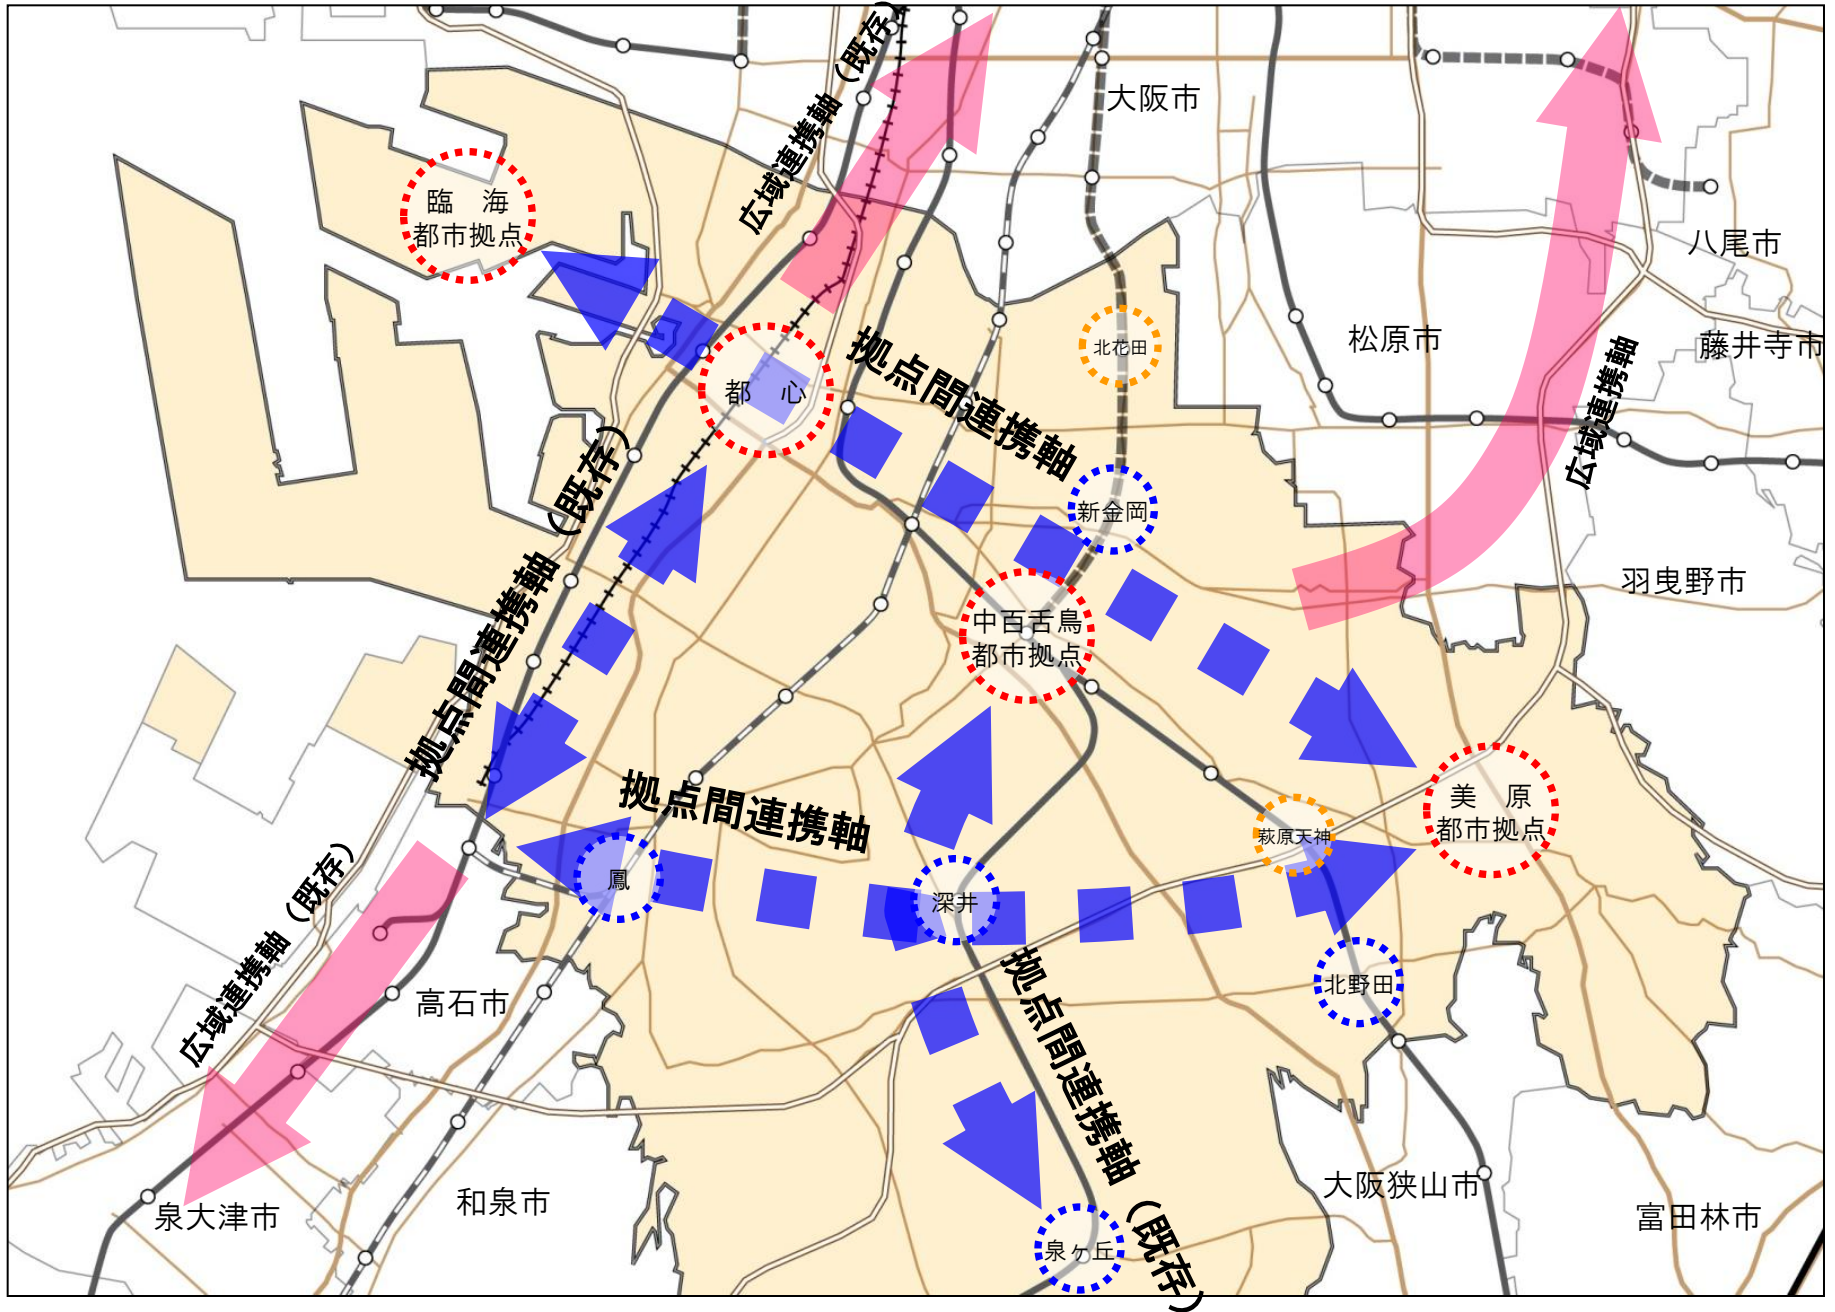 広域連携軸（既存）
大阪市
臨　海
都市拠点
八尾市
松原市
藤井寺市
北花田
都　心
拠点間連携軸
広域連携軸
新金岡
拠点間連携軸（既存）
羽曳野市
中百舌鳥
都市拠点
美　原
都市拠点
拠点間連携軸
萩原天神
鳳
深井
広域連携軸（既存）
高石市
北野田
拠点間連携軸（既存）
泉大津市
和泉市
大阪狭山市
富田林市
泉ヶ丘